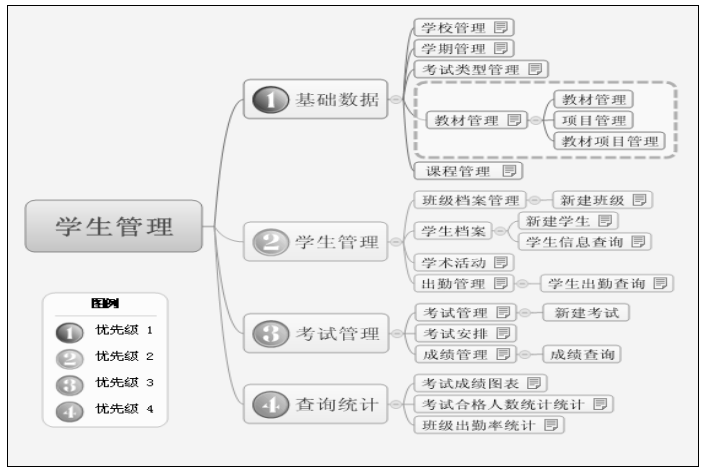 学生管理
1 基础数据
学校管理
学期管理
考试类型管理
教材管理
教材管理
项目管理
教材项目管理
课程管理
2 学生管理
班级档案管理
新建班级
学生档案
新建学生
学生信息查询
学术活动
出勤管理
学生出勤查询
3 考试管理
考试管理
新建考试
考试安排
成绩管理
成绩查询
4 查询统计
考试成绩图表
考试合格人数统计统计
班级出勤率统计
图例
1 优先级 1
2 优先级 2
3 优先级 3
4 优先级 4